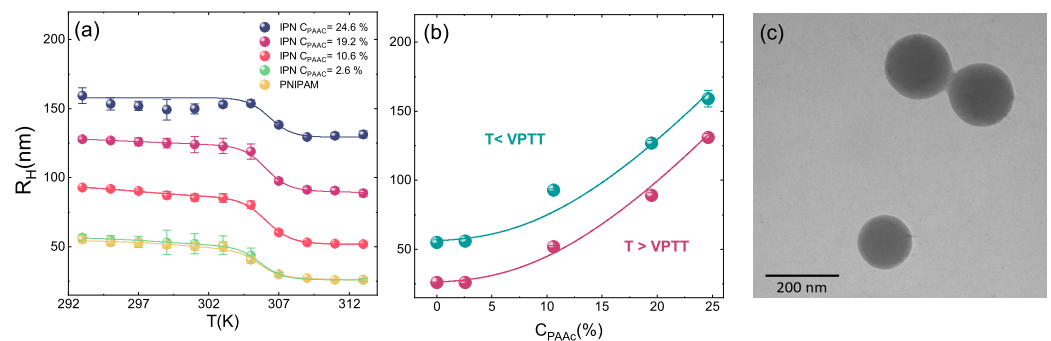 (a)
IPN C_PAAC= 24.6 %
IPN C_PAAC= 19.2 %
IPN C_PAAC= 10.6 %
IPN C_PAAC= 2.6 %
PNIPAM
200
150
100
50
R_H(nm)
292
297
302
307
312
T(K)
(b)
T< VPTT
T > VPTT
200
150
100
50
0
0
5
10
15
20
25
C_PAAc(%)
(c)
200 nm